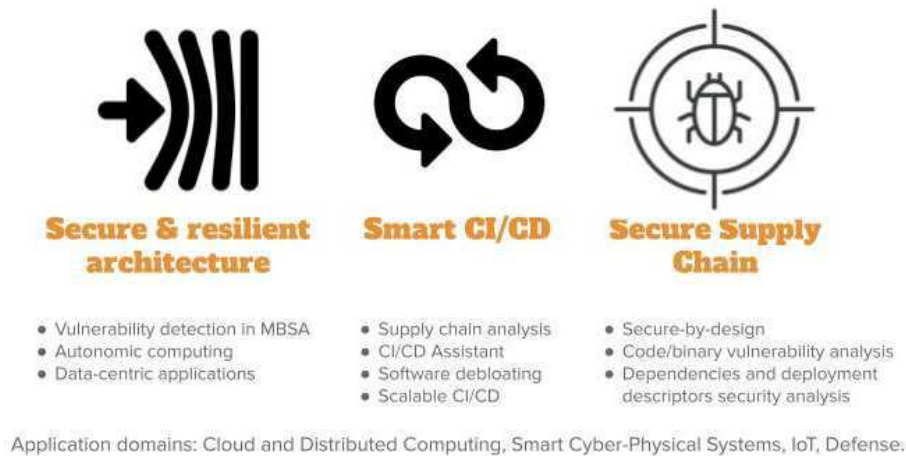 Secure & resilient
architecture
Smart CI/CD
Secure Supply
Chain
● Vulnerability detection in MBSA
● Autonomic computing
● Data-centric applications
● Supply chain analysis
● CI/CD Assistant
● Software debloating
● Scalable CI/CD
● Secure-by-design
● Code/binary vulnerability analysis
● Dependencies and deployment
descriptors security analysis
Application domains: Cloud and Distributed Computing, Smart Cyber-Physical Systems, IoT, Defense.